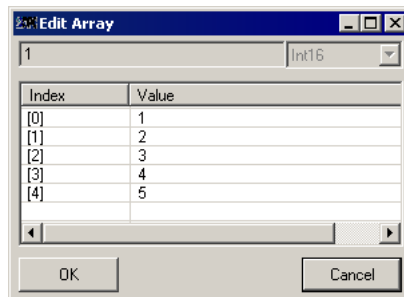 Edit Array
1 Int16
Index Value
[0] 1
[1] 2
[2] 3
[3] 4
[4] 5
OK Cancel